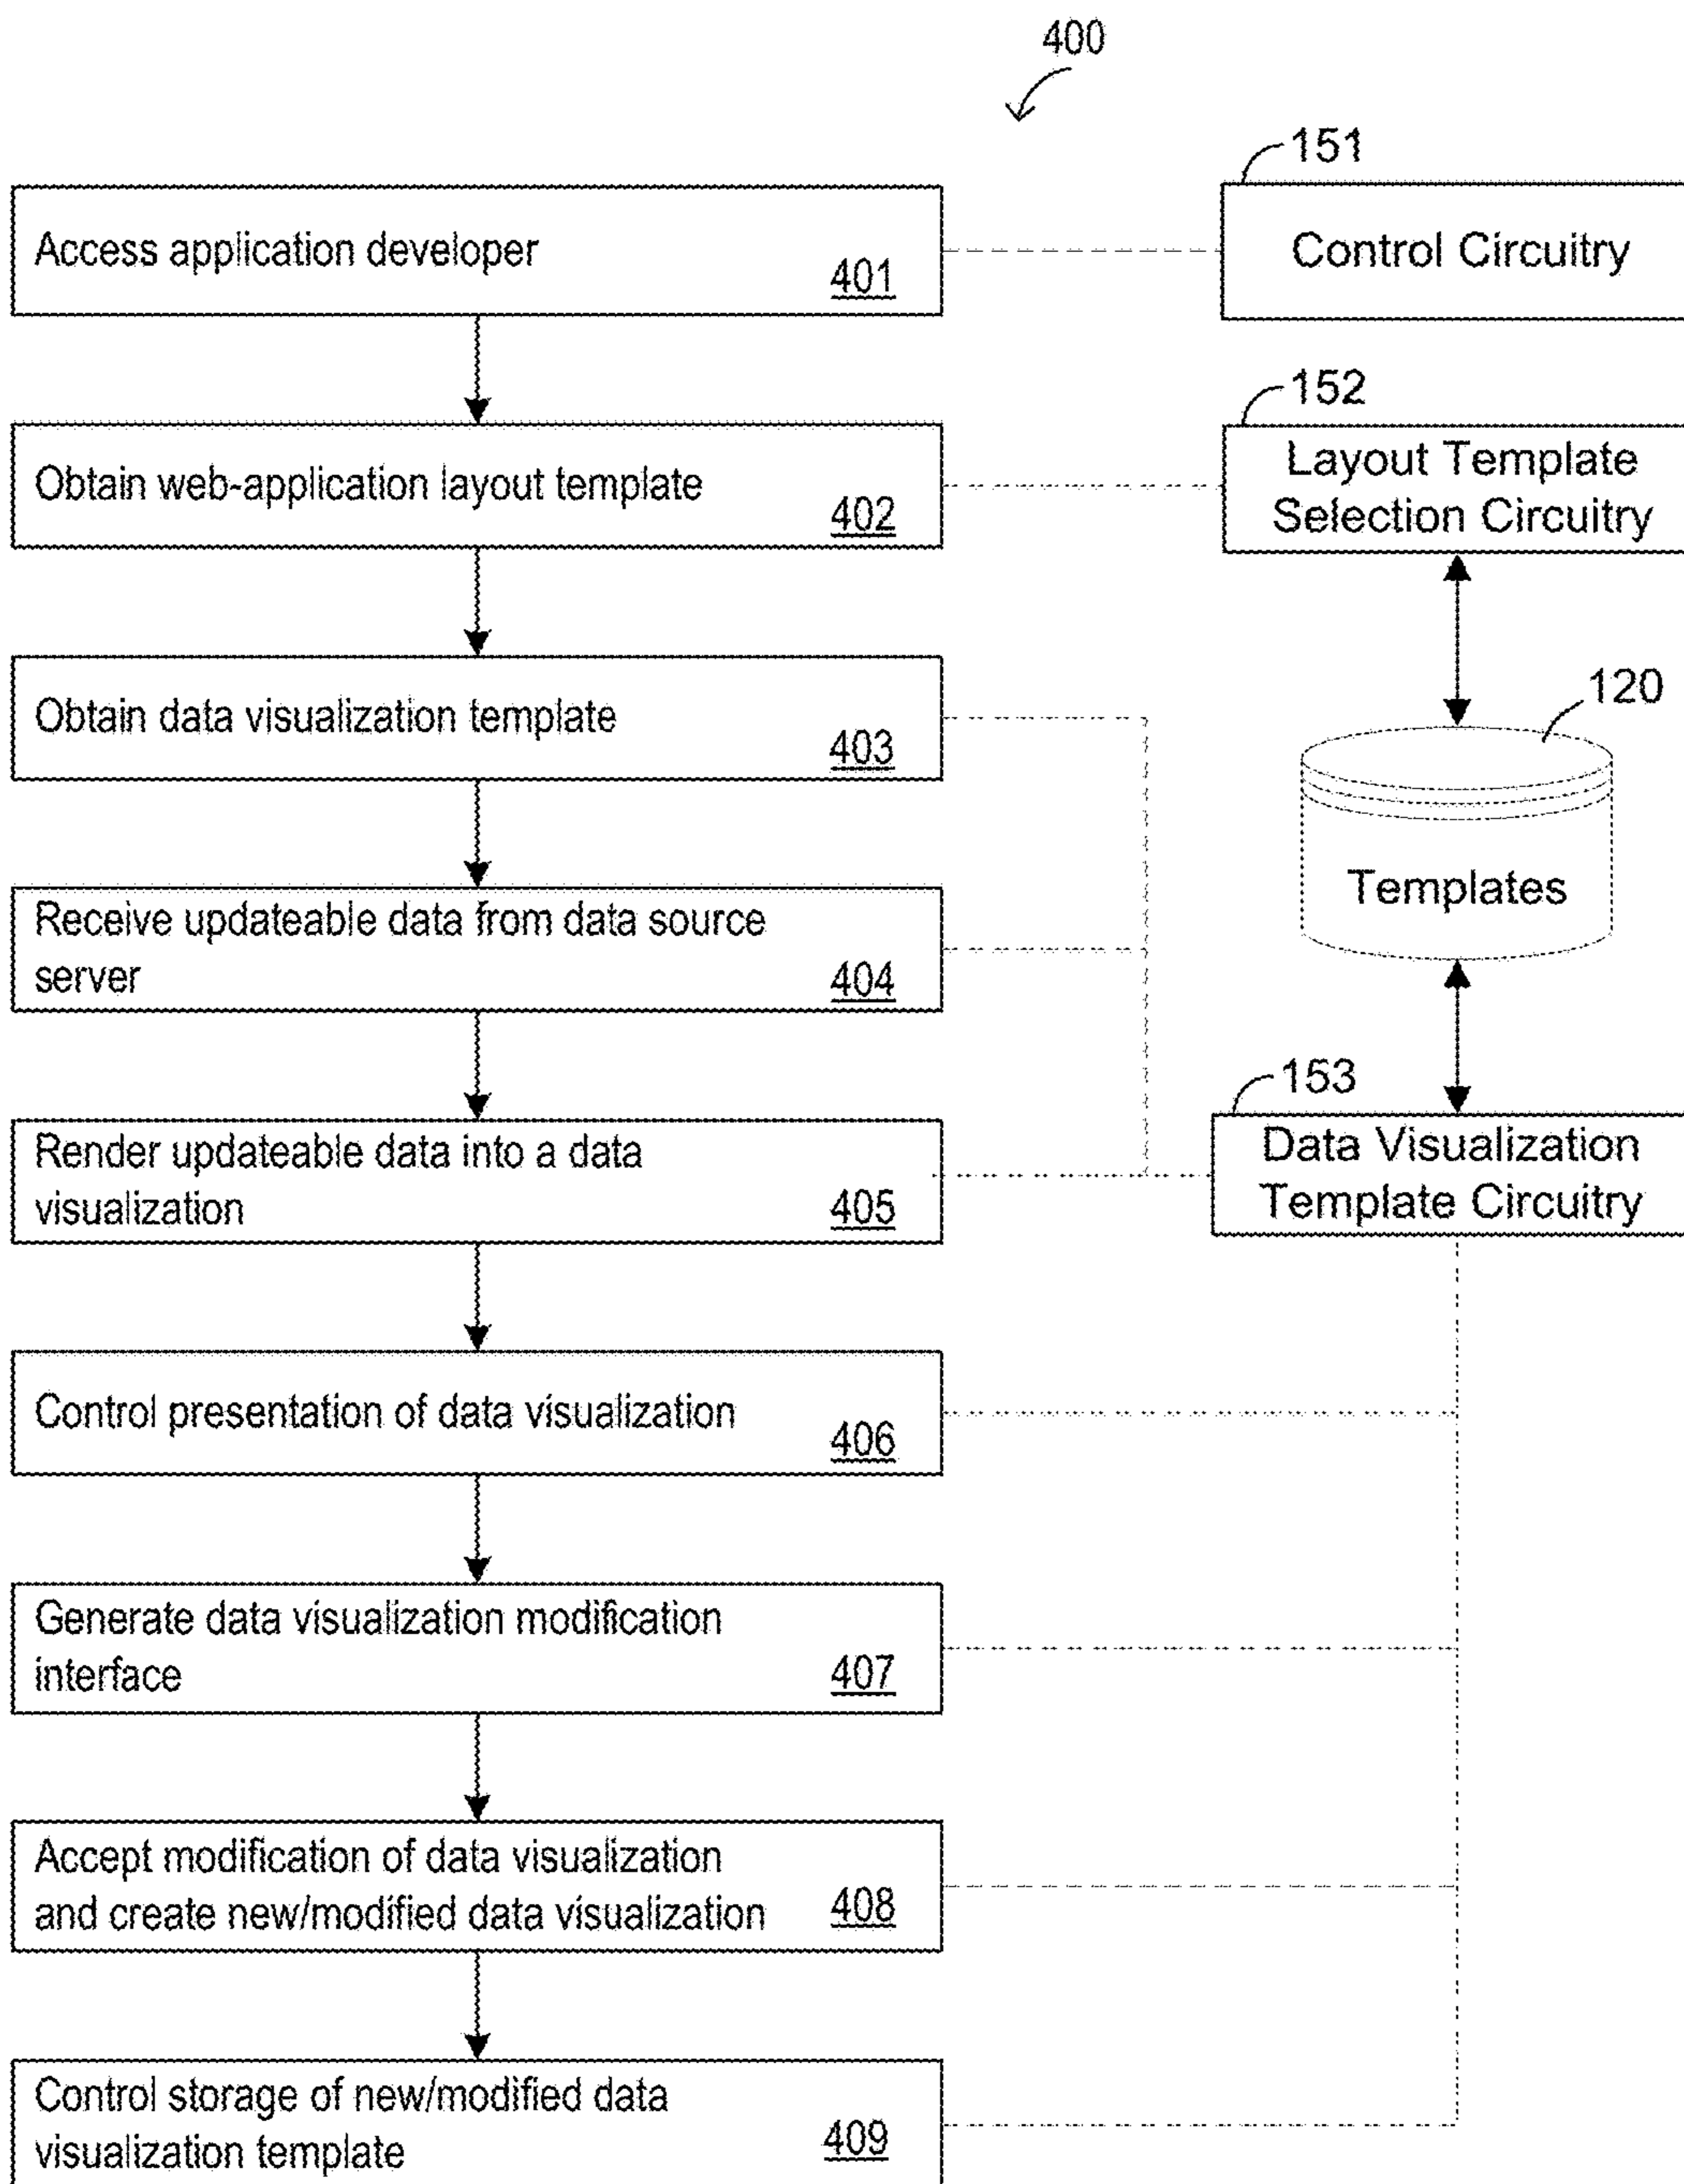 400
Access application developer
401
151
Control Circuitry
Obtain web-application layout template
402
152
Layout Template
Selection Circuitry
Obtain data visualization template
403
120
Templates
Receive updateable data from data source
server
404
Render updateable data into a data
visualization
405
153
Data Visualization
Template Circuitry
Control presentation of data visualization
406
Generate data visualization modification
interface
407
Accept modification of data visualization
and create new/modified data visualization
408
Control storage of new/modified data
visualization template
409